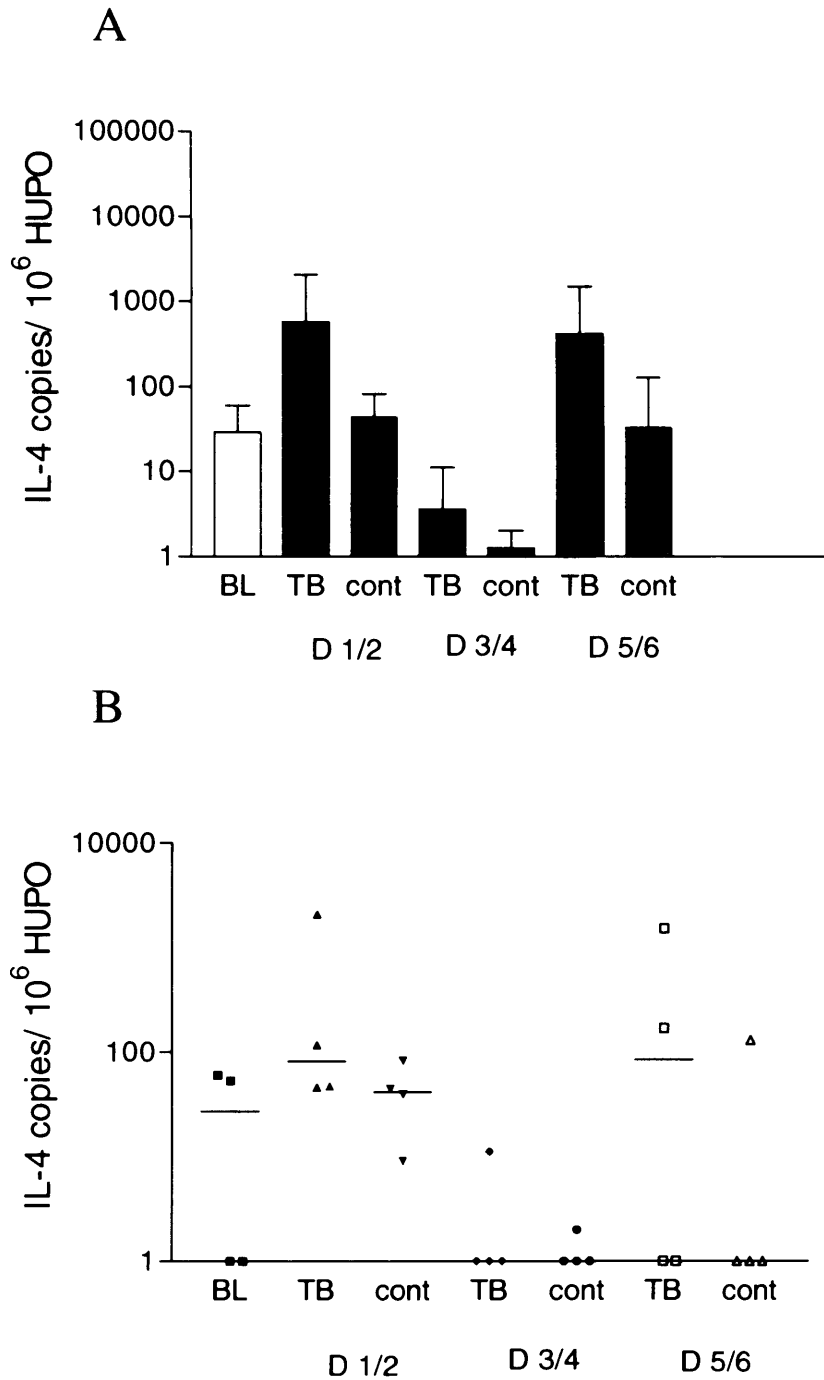 A
IL-4 copies/ 10⁶ HUPO
100000
10000
1000
100
10
1
BL TB cont TB cont TB cont
D 1/2 D 3/4 D 5/6
B
IL-4 copies/ 10⁶ HUPO
10000
100
1
BL TB cont TB cont TB cont
D 1/2 D 3/4 D 5/6